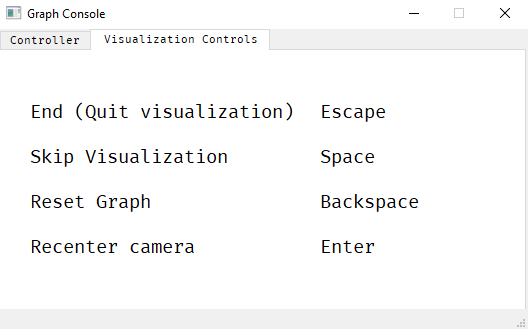 Graph Console
Controller Visualization Controls
End (Quit visualization) Escape
Skip Visualization Space
Reset Graph Backspace
Recenter camera Enter